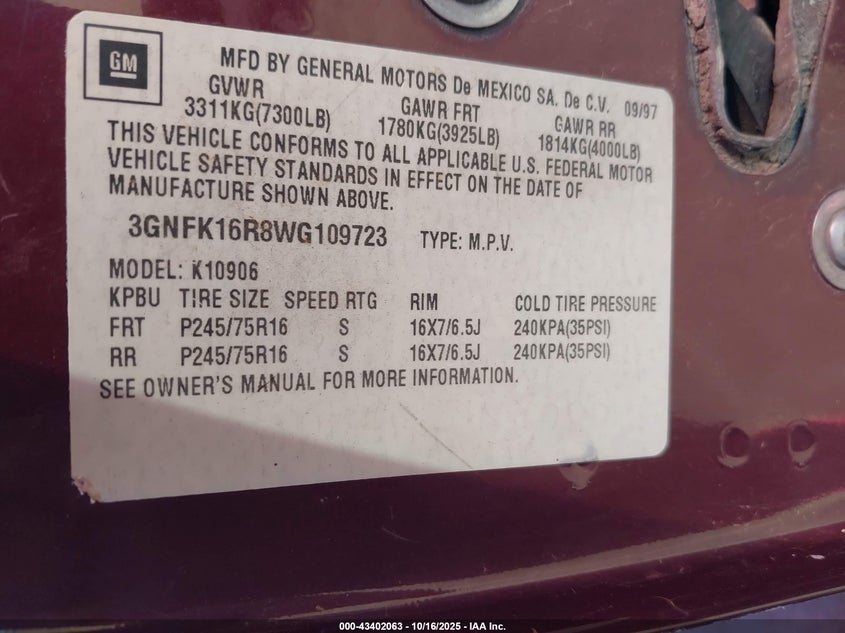 GM
MFD BY GENERAL MOTORS De MEXICO SA. De C.V. 09/97
GVWR GAWR FRT GAWR RR
3311KG(7300LB) 1780KG(3925LB) 1814KG(4000LB)
THIS VEHICLE CONFORMS TO ALL APPLICABLE U.S. FEDERAL MOTOR
VEHICLE SAFETY STANDARDS IN EFFECT ON THE DATE OF
MANUFACTURE SHOWN ABOVE.
3GNFK16R8WG109723 TYPE: M.P.V.
MODEL: K10906
KPBU TIRE SIZE SPEED RTG RIM COLD TIRE PRESSURE
FRT P245/75R16 S 16X7/6.5J 240KPA(35PSI)
RR P245/75R16 S 16X7/6.5J 240KPA(35PSI)
SEE OWNER'S MANUAL FOR MORE INFORMATION.
000-43402063 - 10/16/2025 - IAA Inc.